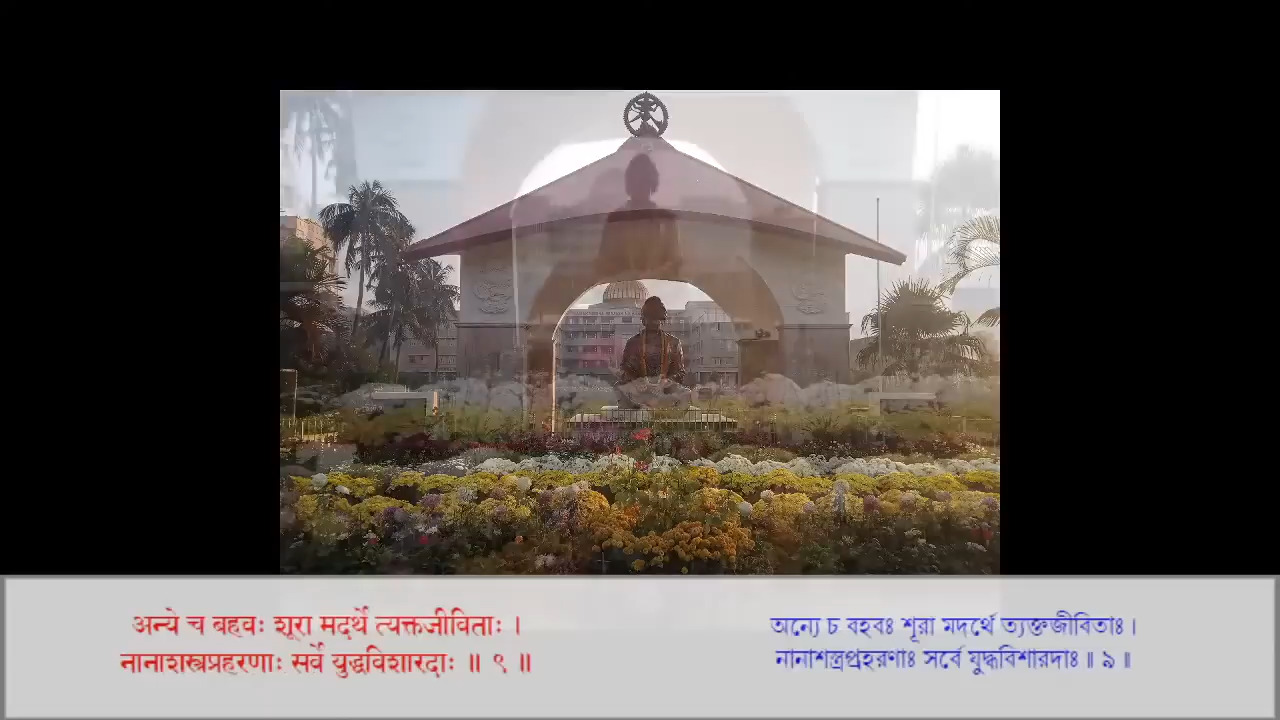 अन्ये च बहवः शूरा मदर्थे त्यक्तजीविताः ।
नानाशस्त्रप्रहरणाः सर्वे युद्धविशारदाः ॥ ९ ॥
অন্যে চ বহবঃ শূরা মদর্থে ত্যক্তজীবিতাঃ।
নানাশস্ত্রপ্রহরণাঃ সর্বে যুদ্ধবিশারদাঃ॥ ৯॥